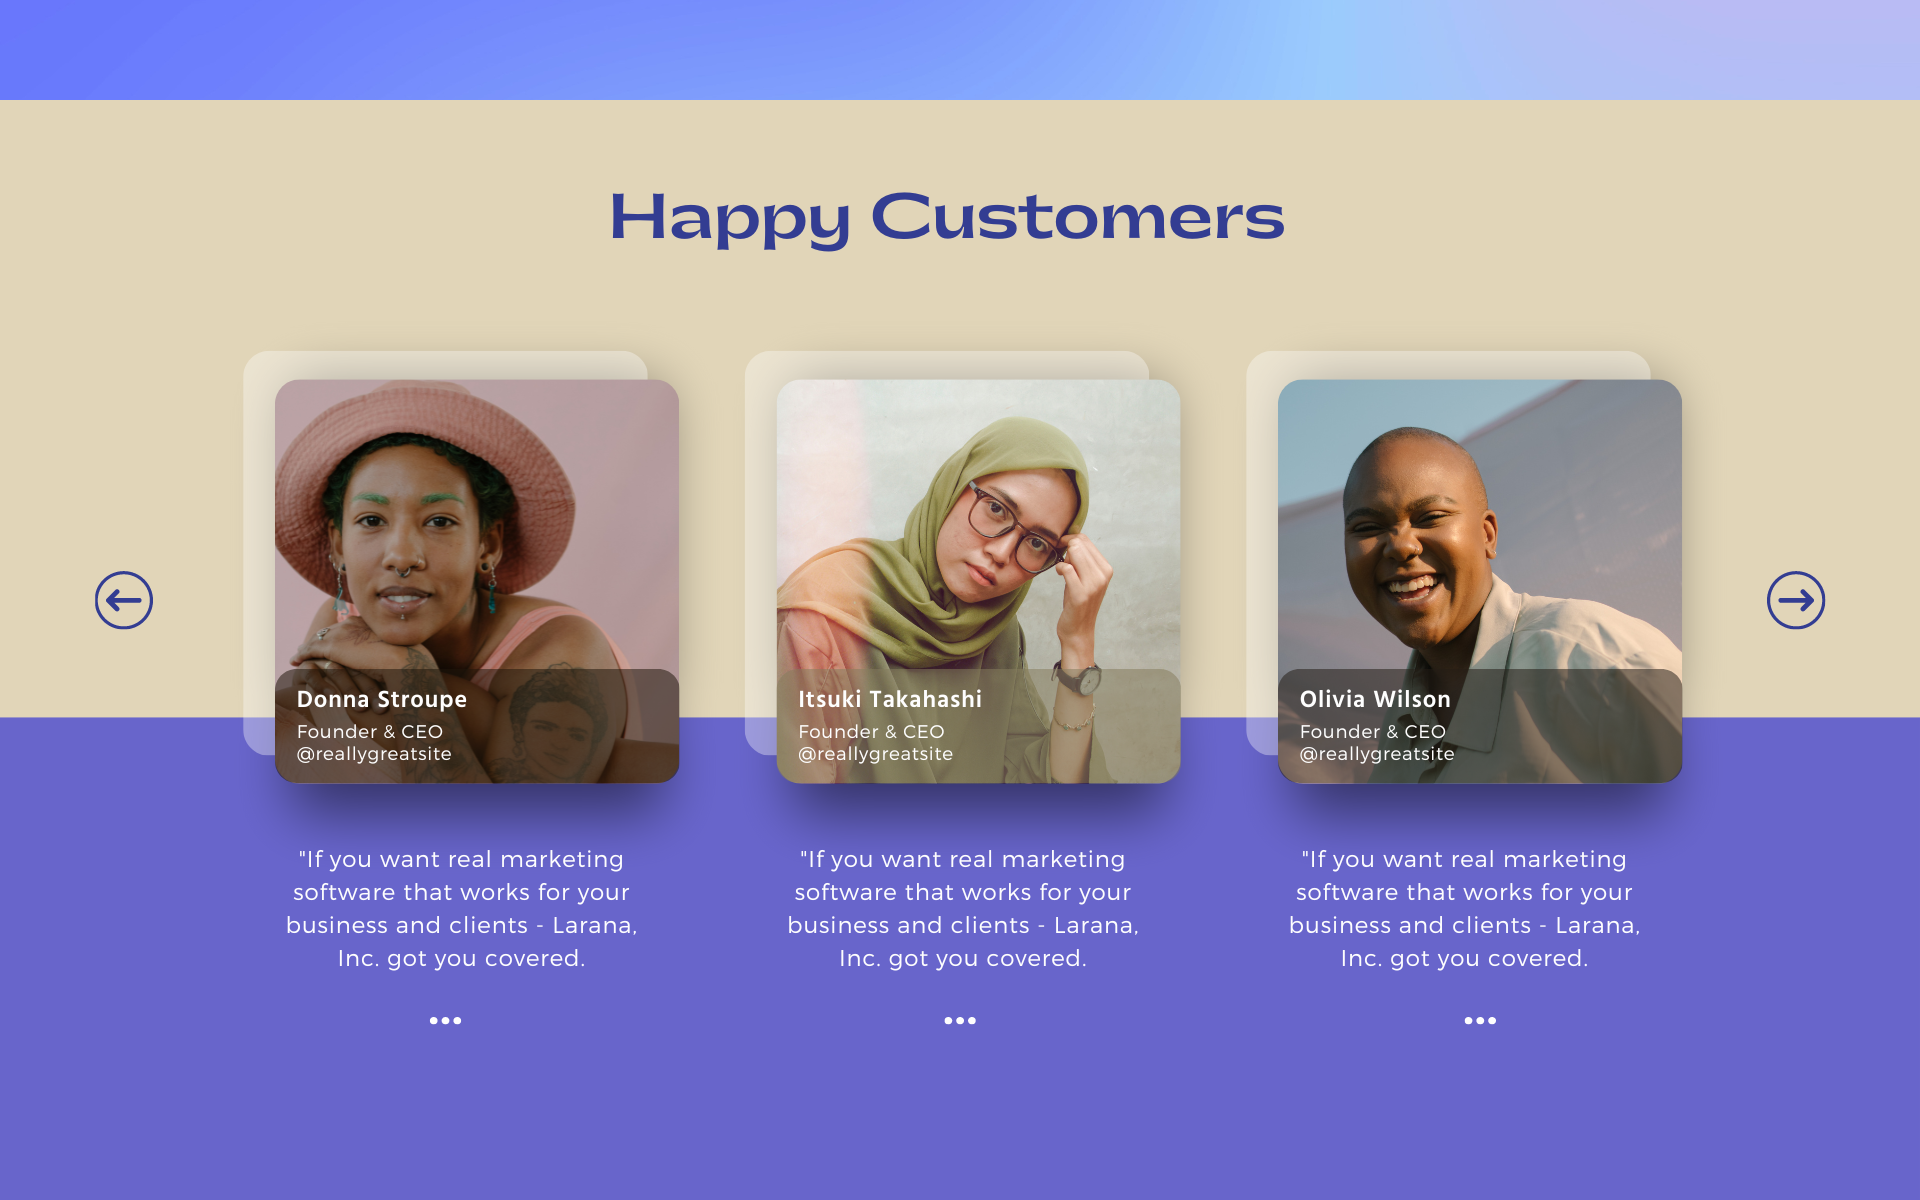 Happy Customers
Donna Stroupe
Founder & CEO
@reallygreatsite
"If you want real marketing
software that works for your
business and clients - Larana,
Inc. got you covered.
Itsuki Takahashi
Founder & CEO
@reallygreatsite
"If you want real marketing
software that works for your
business and clients - Larana,
Inc. got you covered.
Olivia Wilson
Founder & CEO
@reallygreatsite
"If you want real marketing
software that works for your
business and clients - Larana,
Inc. got you covered.